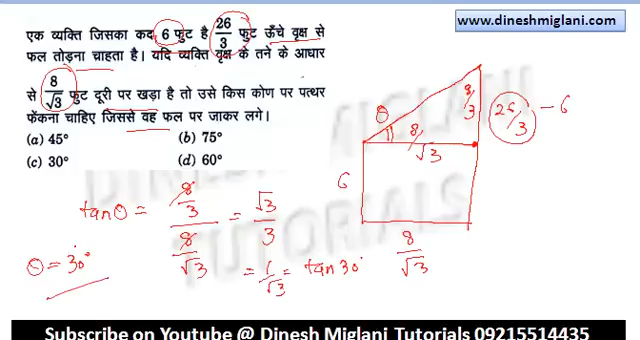 www.dineshmiglani.com
एक व्यक्ति जिसका कद 6 फुट है 26/3 फुट ऊँचे वृक्ष से
फल तोड़ना चाहता है। यदि व्यक्ति वृक्ष के तने के आधार
से 8/√3 फुट दूरी पर खड़ा है तो उसे किस कोण पर पत्थर
फेंकना चाहिए जिससे वह फल पर जाकर लगे।
(a) 45° (b) 75°
(c) 30° (d) 60°
tanθ = (8/3)/(8/√3) = √3/3
= 1/√3 = tan 30°
θ = 30°
θ
8/√3
8/3
26/3 - 6
6
8/√3
DINESH MIGLANI
TUTORIALS
Subscribe on Youtube @ Dinesh Miglani Tutorials 09215514435